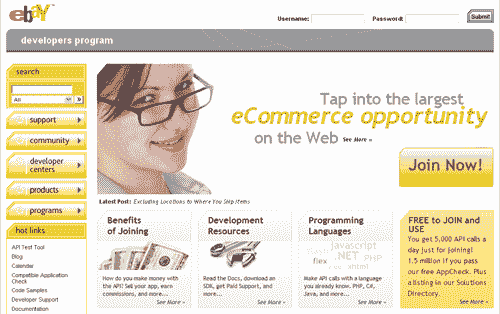 ebaY
Username: Password: Submit
developers program
search
All
support
community
developer
centers
products
programs
hot links
API Test Tool
Blog
Calendar
Compatible Application
Check
Code Samples
Developer Support
Documentation
Tap into the largest
eCommerce opportunity
on the Web See More »
Join Now!
Latest Post: Excluding Locations to Where You Ship Items
Benefits
of Joining
How do you make money with
the API? Sell your app, earn
commissions, and more...
See More »
Development
Resources
Read the Docs, download an
SDK, get Paid Support, and
more...
See More »
Programming
Languages
javascript
.NET PHP
flex
xhtml
Make API calls with a language
you already know. PHP, C#,
Java, and more...
See More »
FREE to JOIN and
USE
You get 5,000 API calls a
day just for joining!
1.5 million if you pass
our free AppCheck. Plus
a listing in our Solutions
Directory.
See More »